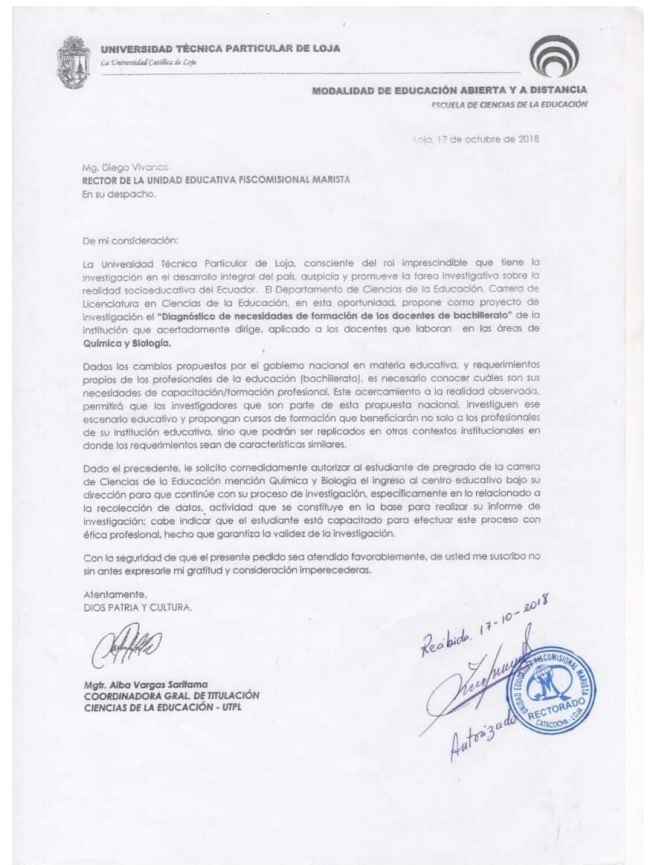 UNIVERSIDAD TÉCNICA PARTICULAR DE LOJA
La Universidad Católica de Loja
MODALIDAD DE EDUCACIÓN ABIERTA Y A DISTANCIA
ESCUELA DE CIENCIAS DE LA EDUCACIÓN
Loja, 17 de octubre de 2018
Mg. Diego Vivanco
RECTOR DE LA UNIDAD EDUCATIVA FISCOMISIONAL MARISTA
En su despacho.
De mi consideración:
La Universidad Técnica Particular de Loja, consciente del rol imprescindible que tiene la
investigación en el desarrollo integral del país, auspicia y promueve la tarea investigativa sobre la
realidad socioeducativa del Ecuador. El Departamento de Ciencias de la Educación, Carrera de
Licenciatura en Ciencias de la Educación, en esta oportunidad, propone como proyecto de
investigación el "Diagnóstico de necesidades de formación de los docentes de bachillerato" de la
institución que acertadamente dirige, aplicado a los docentes que laboran en las áreas de
Química y Biología.
Dados los cambios propuestos por el gobierno nacional en materia educativa, y requerimientos
propios de los profesionales de la educación (bachillerato), es necesario conocer cuáles son sus
necesidades de capacitación/formación profesional. Este acercamiento a la realidad observada,
permitirá que los investigadores que son parte de esta propuesta nacional, investiguen ese
escenario educativo y propongan cursos de formación que beneficiarán no solo a los profesionales
de su institución educativa, sino que podrán ser replicados en otros contextos institucionales en
donde los requerimientos sean de características similares.
Dado el precedente, le solicito comedidamente autorizar al estudiante de pregrado de la carrera
de Ciencias de la Educación mención Química y Biología el ingreso al centro educativo bajo su
dirección para que continúe con su proceso de investigación, específicamente en lo relacionado a
la recolección de datos, actividad que se constituye en la base para realizar su informe de
investigación; cabe indicar que el estudiante está capacitado para efectuar este proceso con
ética profesional, hecho que garantiza la validez de la investigación.
Con la seguridad de que el presente pedido sea atendido favorablemente, de usted me suscribo no
sin antes expresarle mi gratitud y consideración imperecederas.
Atentamente,
DIOS PATRIA Y CULTURA,
Mgtr. Alba Vargas Saritama
COORDINADORA GRAL. DE TITULACIÓN
CIENCIAS DE LA EDUCACIÓN - UTPL
Recibido. 17-10-2018
Autorizado
UNIDAD EDUCATIVA FISCOMISIONAL MARISTA
RECTORADO
CATACOCHA - LOJA